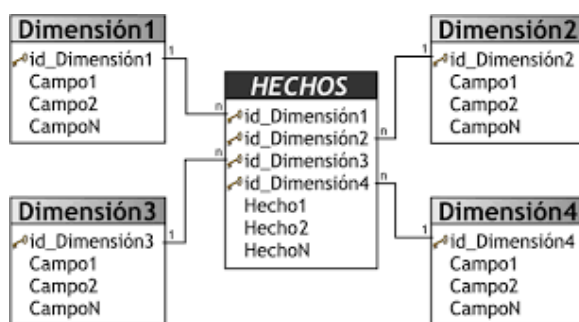 Dimensión1
id_Dimensión1
Campo1
Campo2
CampoN
Dimensión2
id_Dimensión2
Campo1
Campo2
CampoN
HECHOS
id_Dimensión1
id_Dimensión2
id_Dimensión3
id_Dimensión4
Hecho1
Hecho2
HechoN
Dimensión3
id_Dimensión3
Campo1
Campo2
CampoN
Dimensión4
id_Dimensión4
Campo1
Campo2
CampoN
1
n
1
n
1
n
1
n